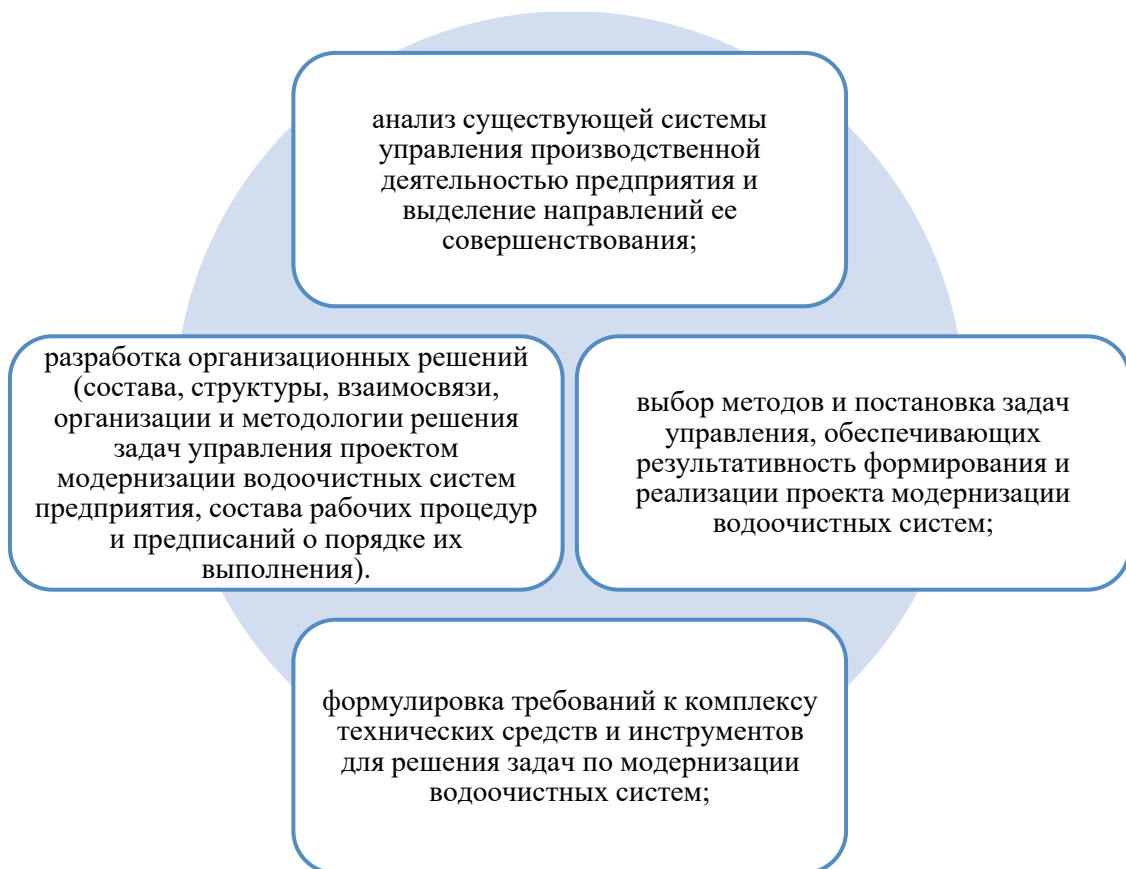 анализ существующей системы
управления производственной
деятельностью предприятия и
выделение направлений ее
совершенствования;
выбор методов и постановка задач
управления, обеспечивающих
результативность формирования и
реализации проекта модернизации
водоочистных систем;
формулировка требований к комплексу
технических средств и инструментов
для решения задач по модернизации
водоочистных систем;
разработка организационных решений
(состава, структуры, взаимосвязи,
организации и методологии решения
задач управления проектом
модернизации водоочистных систем
предприятия, состава рабочих процедур
и предписаний о порядке их
выполнения).